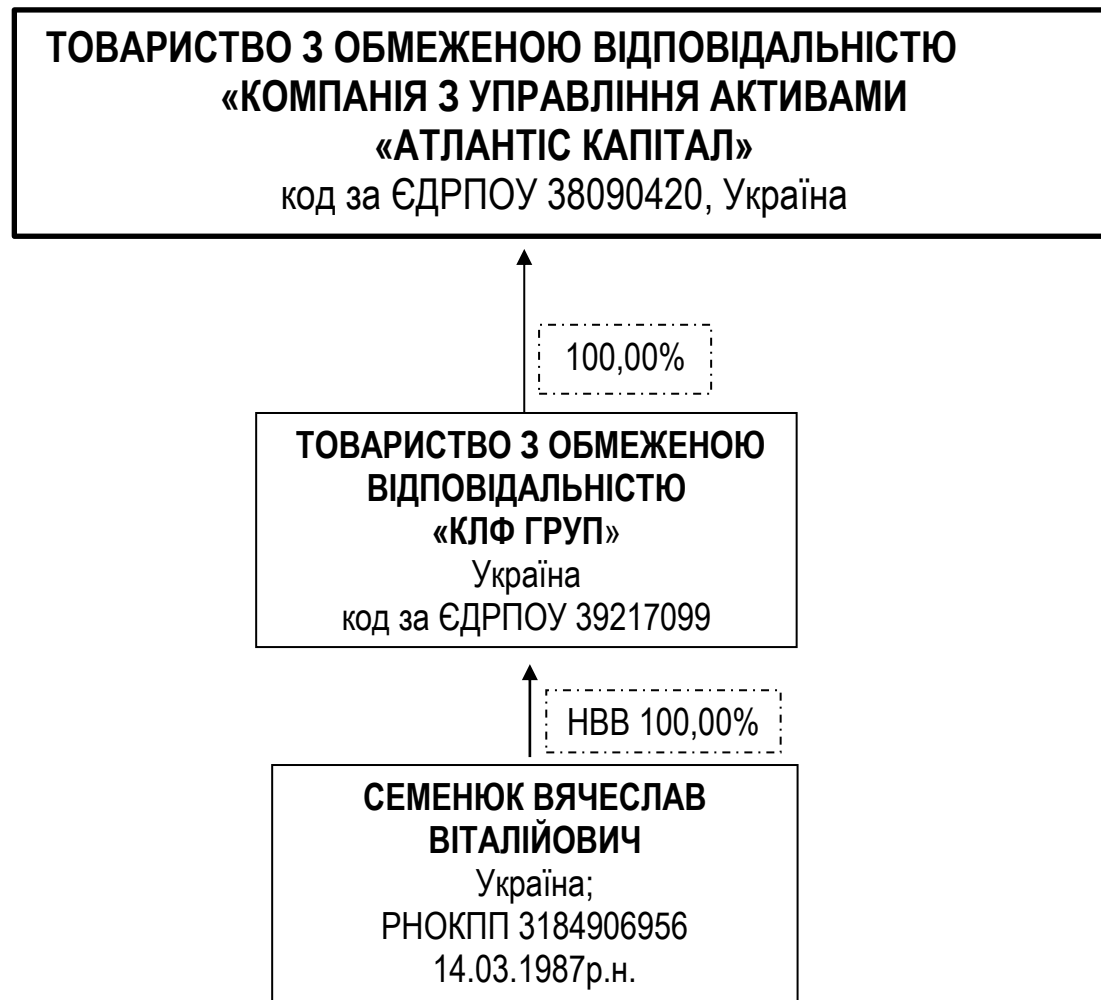 ТОВАРИСТВО З ОБМЕЖЕНОЮ ВІДПОВІДАЛЬНІСТЮ
«КОМПАНІЯ З УПРАВЛІННЯ АКТИВАМИ
«АТЛАНТІС КАПІТАЛ»
код за ЄДРПОУ 38090420, Україна
100,00%
ТОВАРИСТВО З ОБМЕЖЕНОЮ
ВІДПОВІДАЛЬНІСТЮ
«КЛФ ГРУП»
Україна
код за ЄДРПОУ 39217099
НВВ 100,00%
СЕМЕНЮК ВЯЧЕСЛАВ
ВІТАЛІЙОВИЧ
Україна;
РНОКПП 3184906956
14.03.1987р.н.